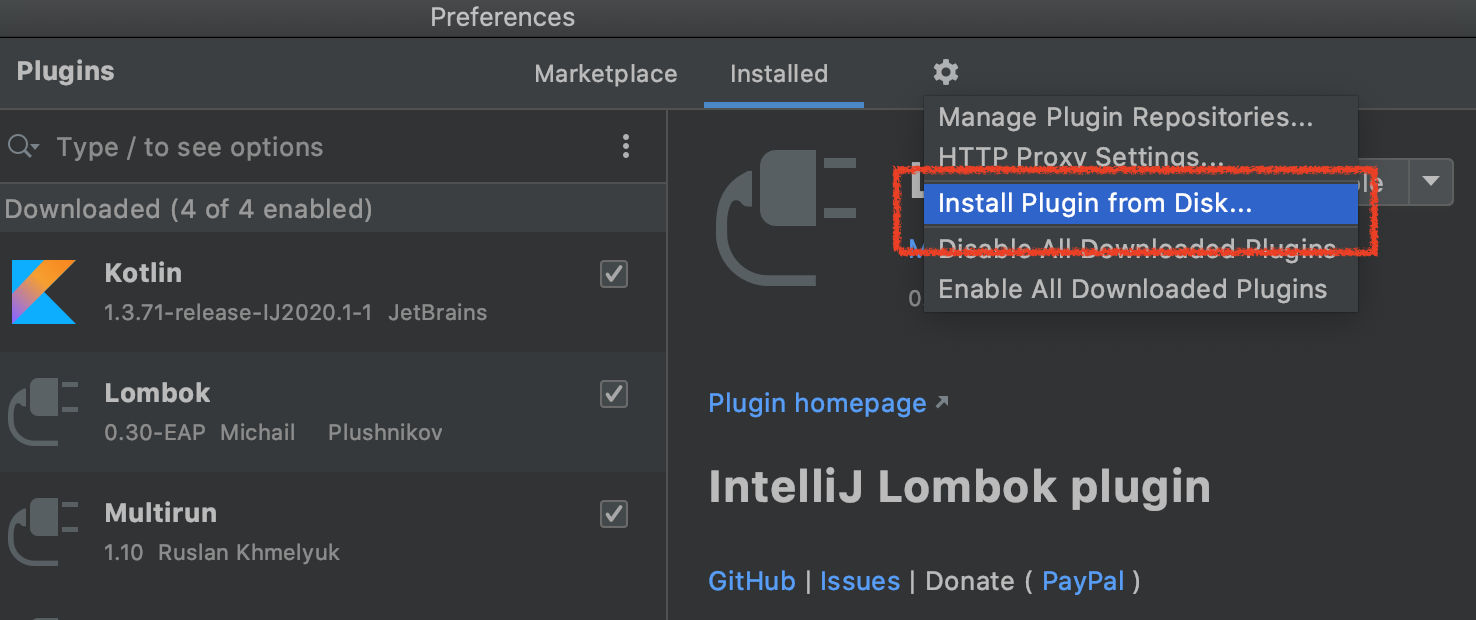 Preferences
Plugins
Marketplace
Installed
Type / to see options
Downloaded (4 of 4 enabled)
Kotlin
1.3.71-release-IJ2020.1-1 JetBrains
Lombok
0.30-EAP Michail Plushnikov
Multirun
1.10 Ruslan Khmelyuk
Manage Plugin Repositories...
HTTP Proxy Settings...
Install Plugin from Disk...
Disable All Downloaded Plugins
Enable All Downloaded Plugins
Plugin homepage ↗
IntelliJ Lombok plugin
GitHub | Issues | Donate ( PayPal )